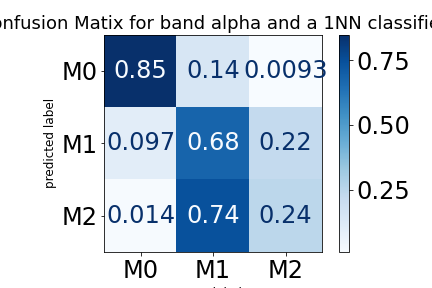 onfusion Matix for band alpha and a 1NN classifie
M0 0.85 0.14 0.0093
M1 0.097 0.68 0.22
M2 0.014 0.74 0.24
M0 M1 M2
predicted label
0.75
0.50
0.25